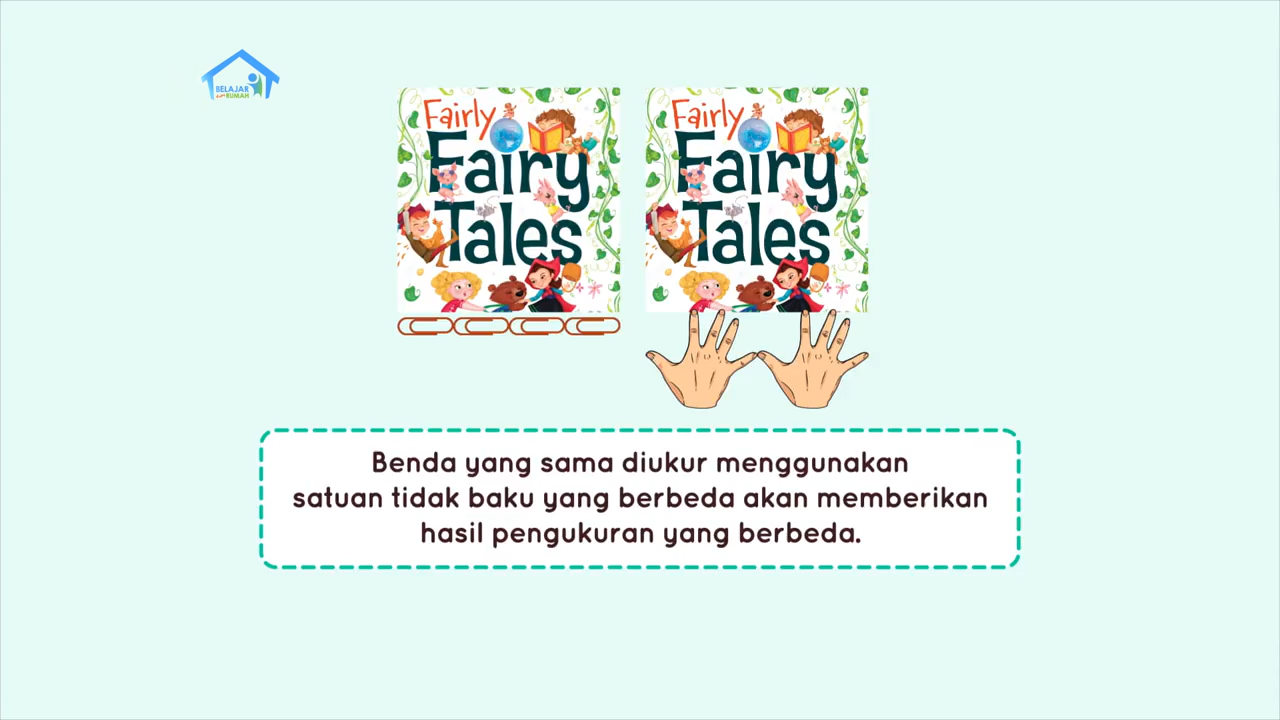 BELAJAR
dari RUMAH
Fairly
Fairy
Tales
Fairly
Fairy
Tales
Benda yang sama diukur menggunakan
satuan tidak baku yang berbeda akan memberikan
hasil pengukuran yang berbeda.